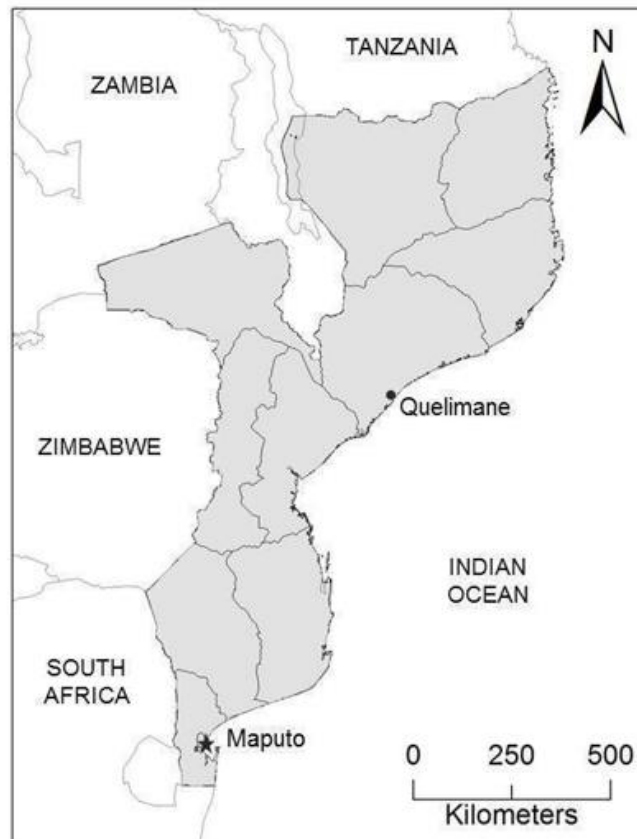 TANZANIA
N
ZAMBIA
Quelimane
ZIMBABWE
INDIAN
OCEAN
SOUTH
AFRICA
Maputo
0 250 500
Kilometers